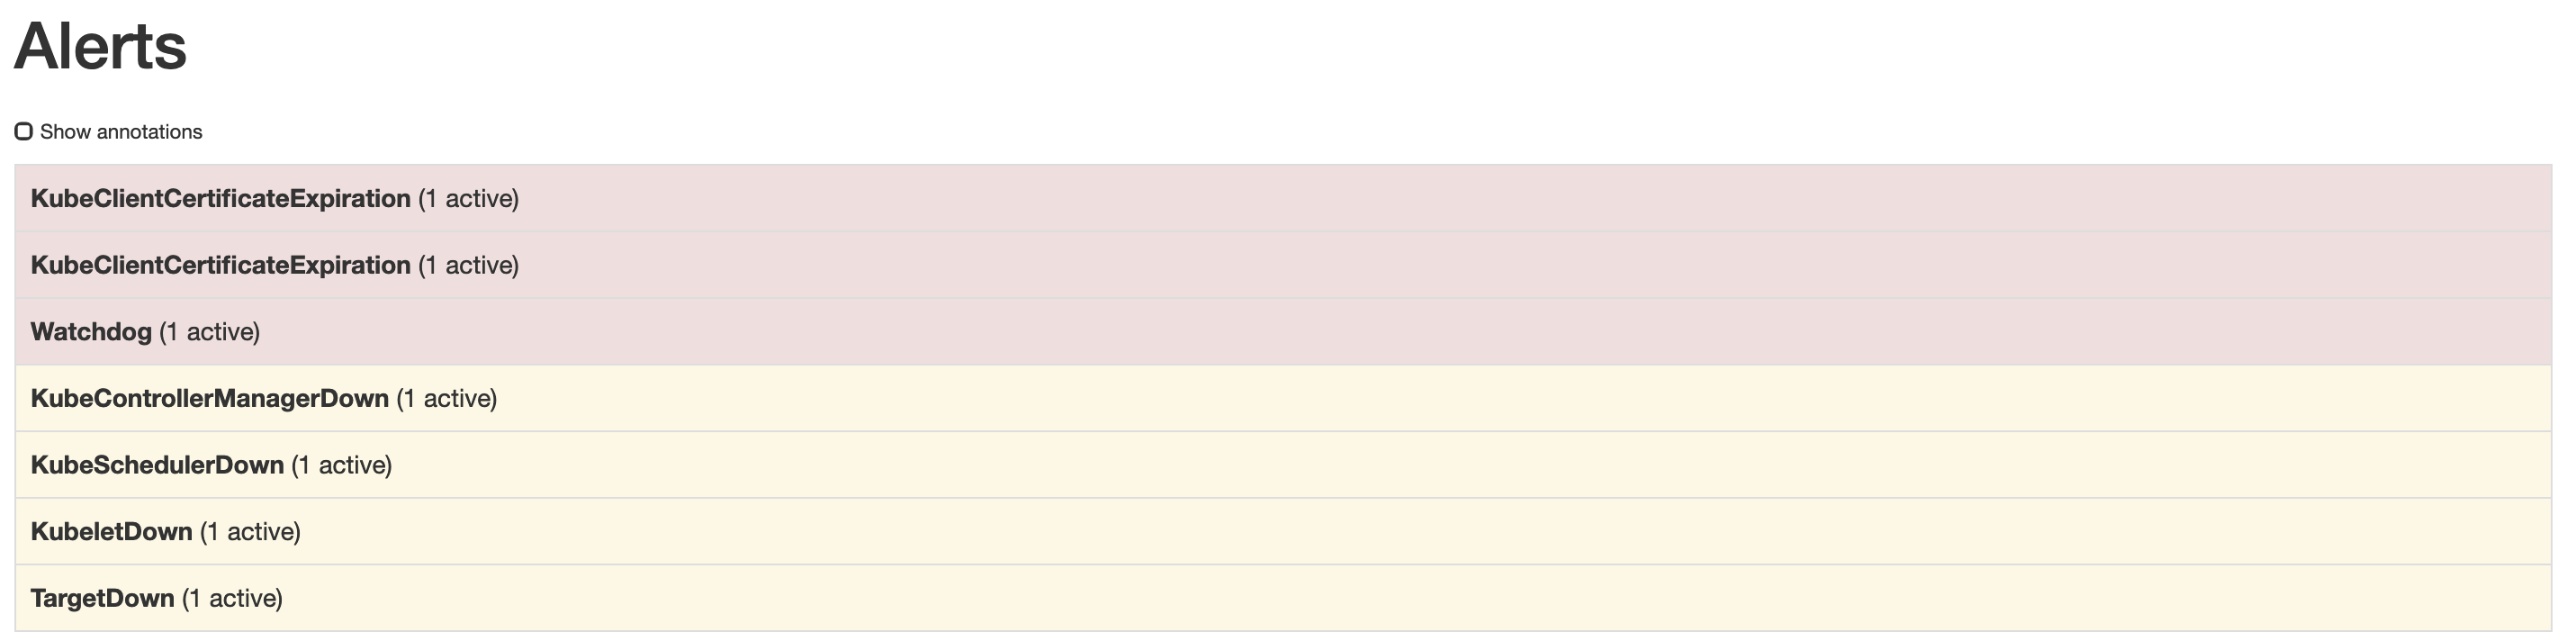 Alerts
Show annotations
KubeClientCertificateExpiration (1 active)
KubeClientCertificateExpiration (1 active)
Watchdog (1 active)
KubeControllerManagerDown (1 active)
KubeSchedulerDown (1 active)
KubeletDown (1 active)
TargetDown (1 active)